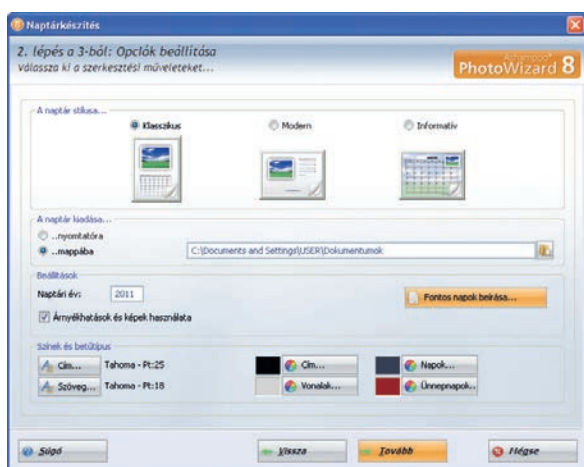 Naptárkészítés
2. lépés a 3-ból: Opciók beállítása
Válassza ki a szerkesztési műveleteket...
Ashampoo
PhotoWizard 8
A naptár stílusa...
Klasszikus Modern Informatív
A naptár kiadása...
..nyomtatóra
..mappába C:\Documents and Settings\USER\Dokumentumok
Beállítások
Naptári év: 2011 Fontos napok beírása...
Árnyékhatások és képek használata
Színek és betűtípus
Cím... Tahoma - Pt:25 Cím... Napok...
Szöveg... Tahoma - Pt:18 Vonalak... Ünnepnapok..
Súgó Vissza Tovább Mégse